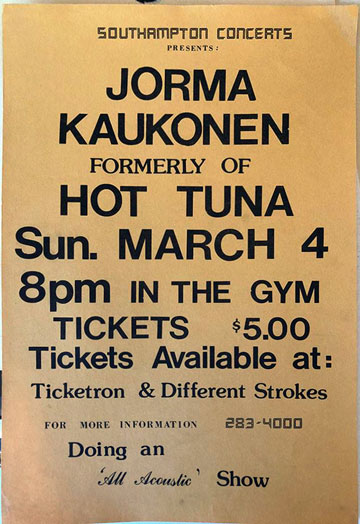 SOUTHAMPTON CONCERTS
PRESENTS:
JORMA
KAUKONEN
FORMERLY OF
HOT TUNA
Sun. MARCH 4
8pm IN THE GYM
TICKETS $5.00
Tickets Available at:
Ticketron & Different Strokes
FOR MORE INFORMATION 283-4000
Doing an
'All Acoustic' Show